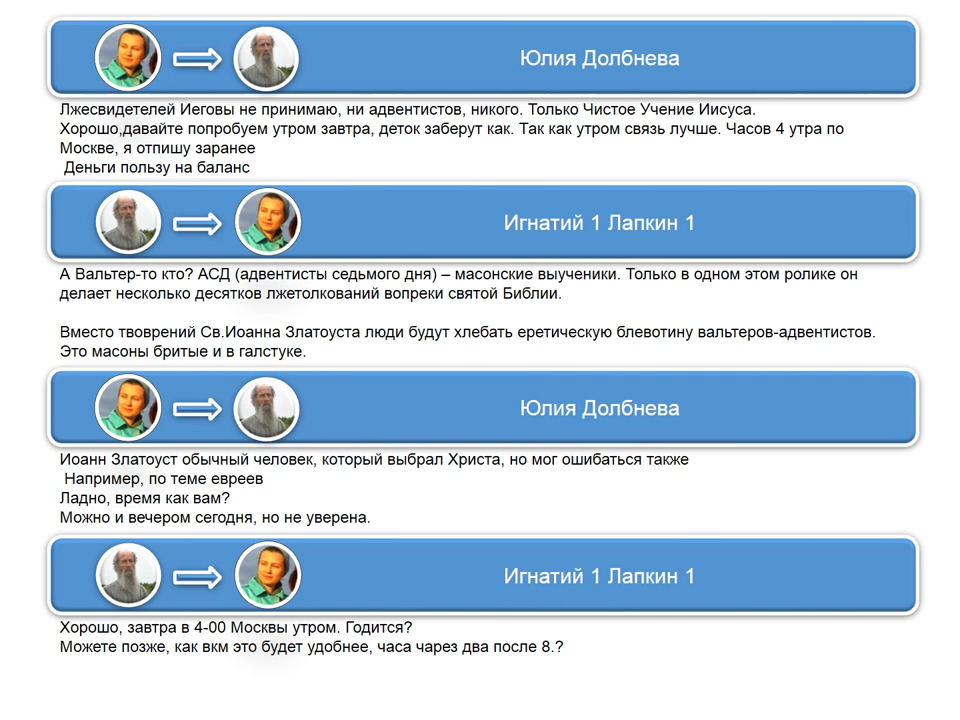 Юлия Долбнева
Лжесвидетелей Иеговы не принимаю, ни адвентистов, никого. Только Чистое Учение Иисуса.
Хорошо,давайте попробуем утром завтра, деток заберут как. Так как утром связь лучше. Часов 4 утра по
Москве, я отпишу заранее
Деньги пользу на баланс
Игнатий 1 Лапкин 1
А Вальтер-то кто? АСД (адвентисты седьмого дня) – масонские выученики. Только в одном этом ролике он
делает несколько десятков лжетолкований вопреки святой Библии.
Вместо твоврений Св.Иоанна Златоуста люди будут хлебать еретическую блевотину вальтеров-адвентистов.
Это масоны бритые и в галстуке.
Юлия Долбнева
Иоанн Златоуст обычный человек, который выбрал Христа, но мог ошибаться также
Например, по теме евреев
Ладно, время как вам?
Можно и вечером сегодня, но не уверена.
Игнатий 1 Лапкин 1
Хорошо, завтра в 4-00 Москвы утром. Годится?
Можете позже, как вкм это будет удобнее, часа чарез два после 8.?